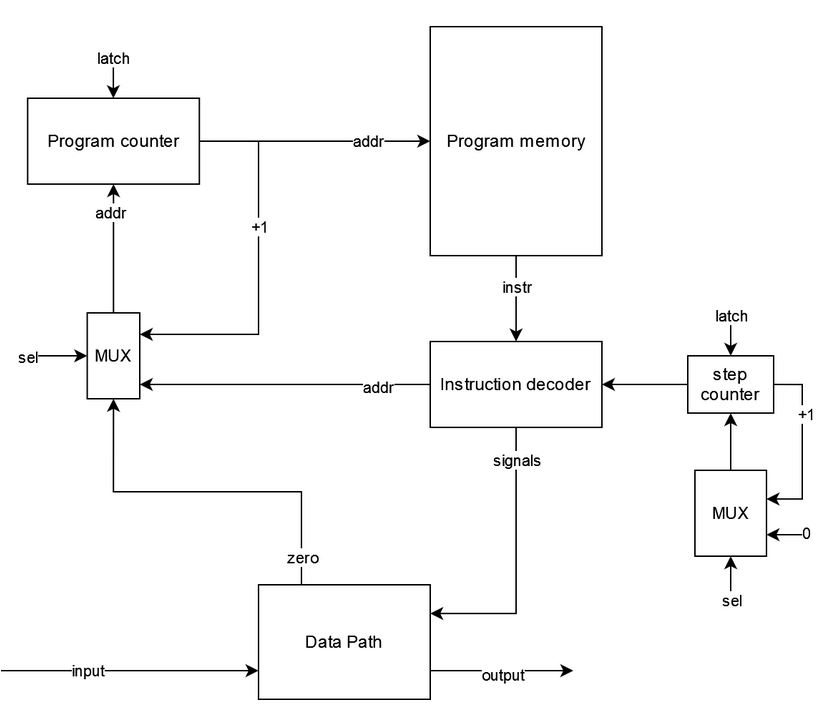 latch
Program counter
addr
Program memory
addr
+1
instr
latch
sel
MUX
addr
Instruction decoder
step
counter
+1
signals
MUX
0
zero
sel
Data Path
input
output